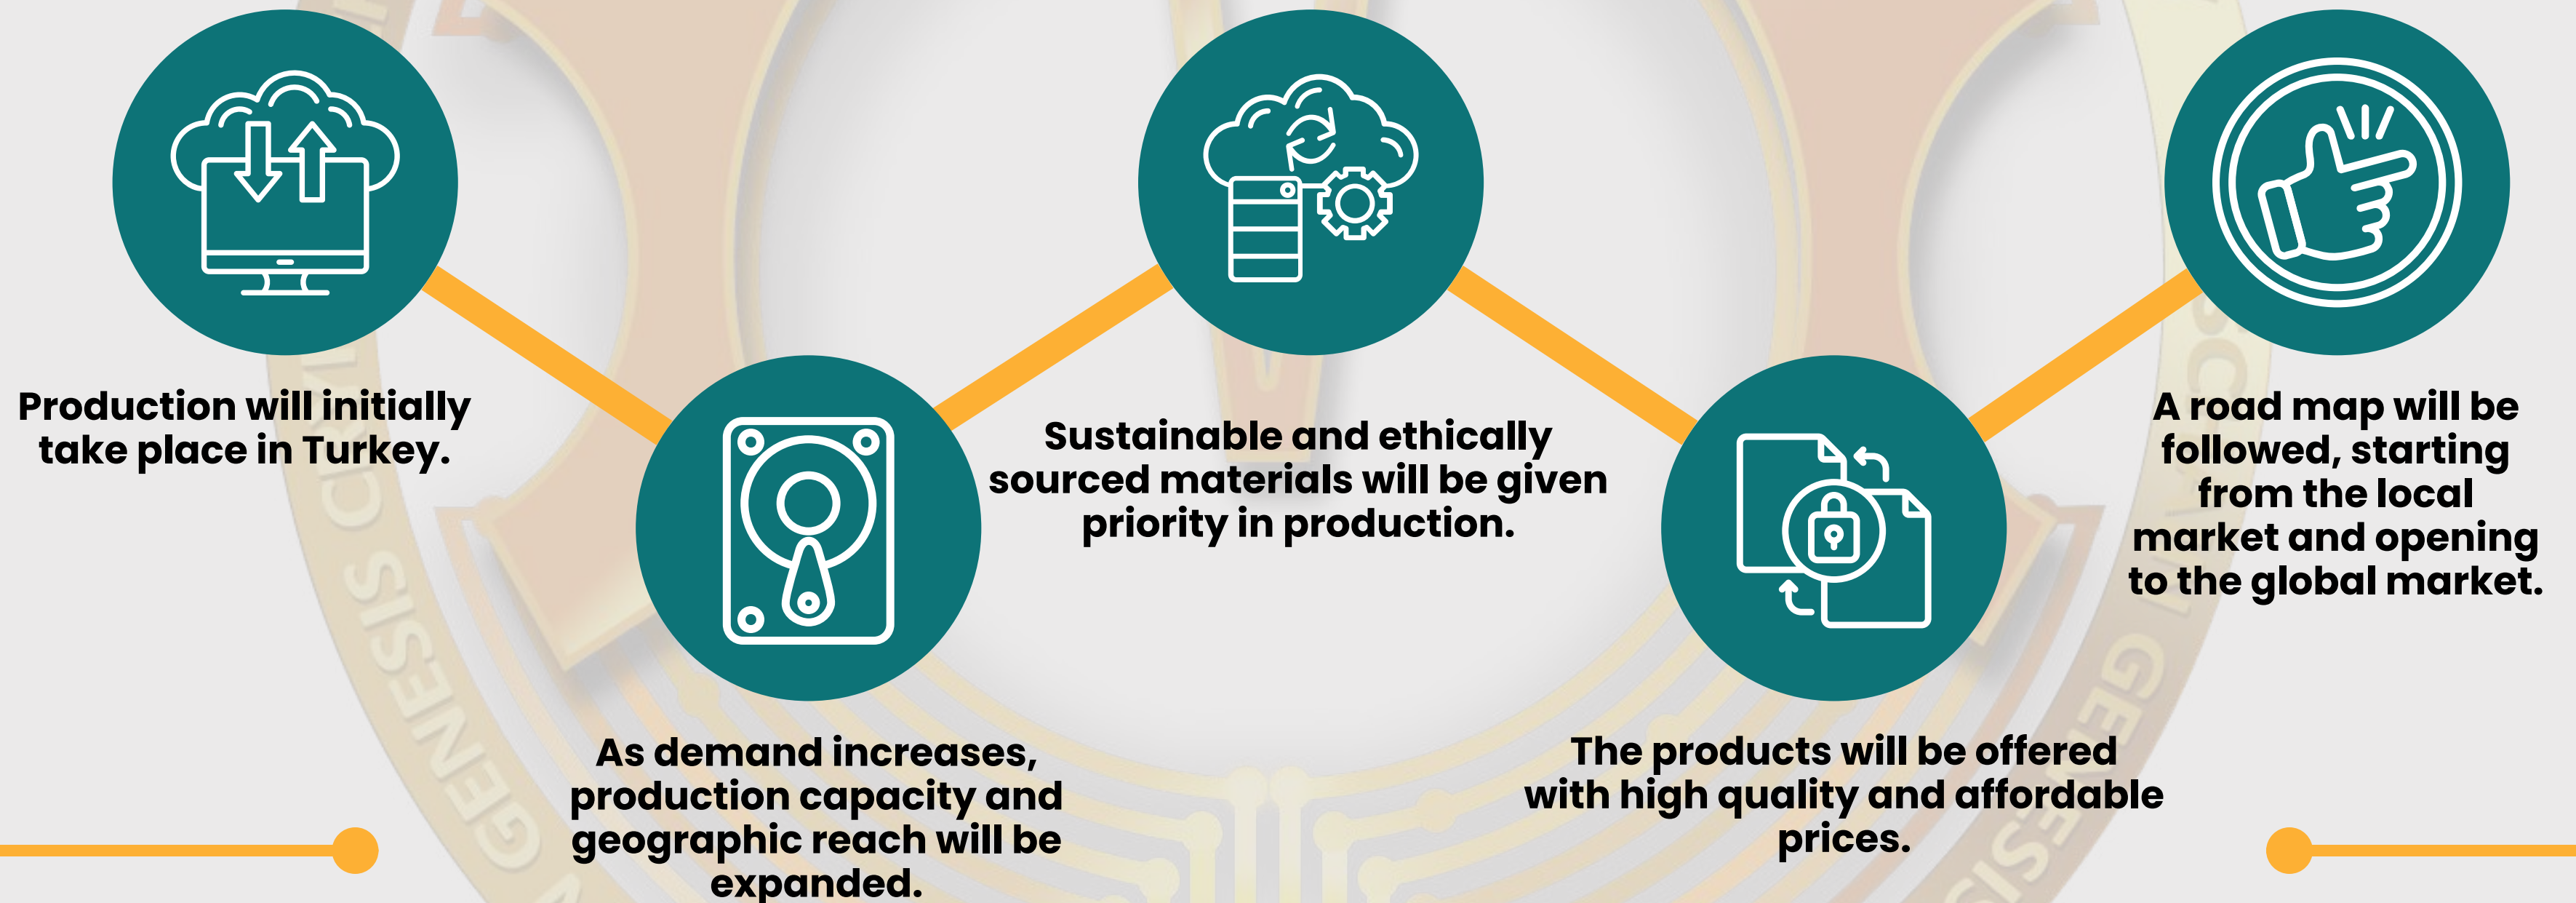 Production will initially
take place in Turkey.
As demand increases,
production capacity and
geographic reach will be
expanded.
Sustainable and ethically
sourced materials will be given
priority in production.
The products will be offered
with high quality and affordable
prices.
A road map will be
followed, starting
from the local
market and opening
to the global market.
GENESIS
GENESIS